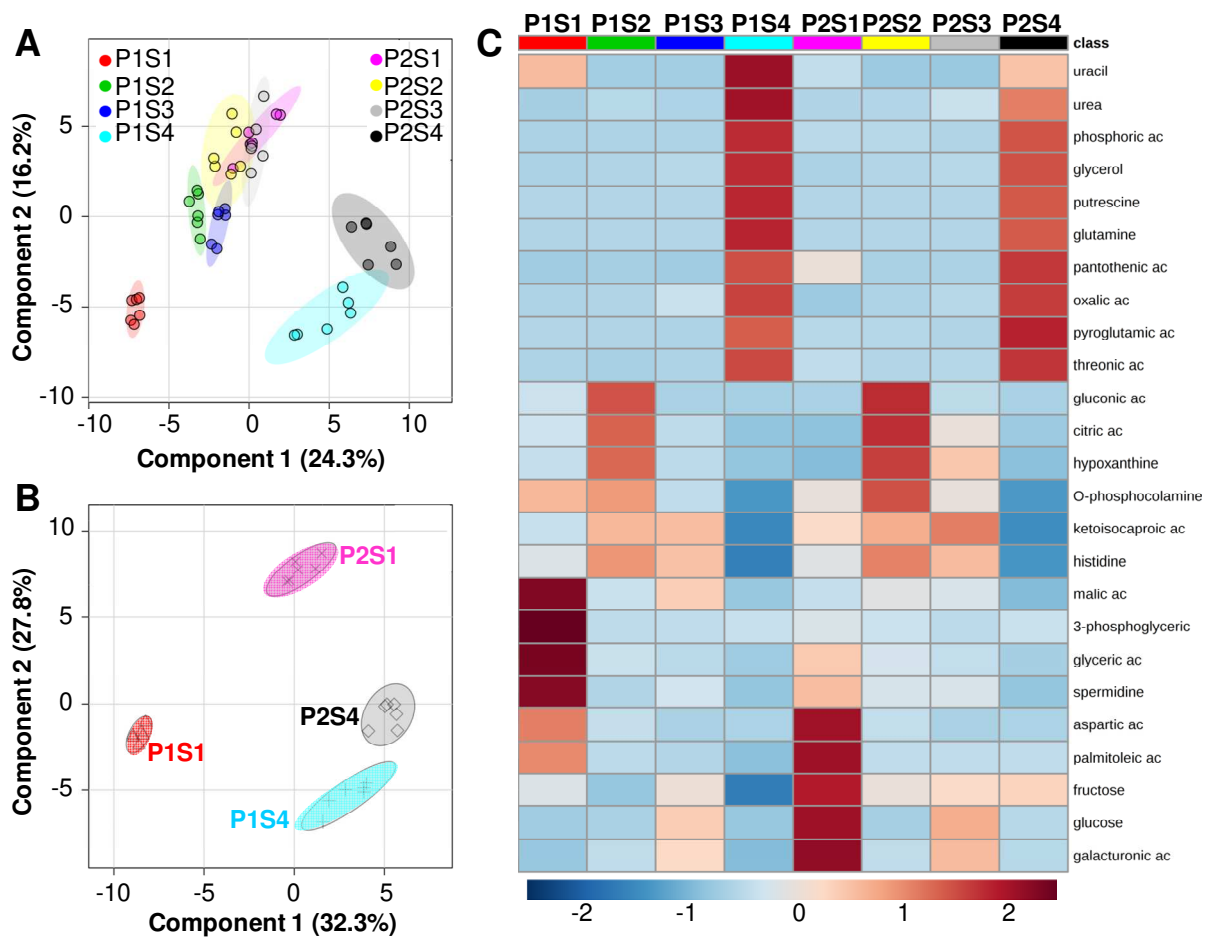 A
P1S1
P1S2
P1S3
P1S4
P2S1
P2S2
P2S3
P2S4
5
0
-5
-10
-10
-5
0
5
10
Component 2 (16.2%)
Component 1 (24.3%)
B
10
5
0
-5
-10
-5
0
5
P2S1
P2S4
P1S1
P1S4
Component 2 (27.8%)
Component 1 (32.3%)
C
P1S1 P1S2 P1S3 P1S4 P2S1 P2S2 P2S3 P2S4
class
uracil
urea
phosphoric ac
glycerol
putrescine
glutamine
pantothenic ac
oxalic ac
pyroglutamic ac
threonic ac
gluconic ac
citric ac
hypoxanthine
O-phosphocolamine
ketoisocaproic ac
histidine
malic ac
3-phosphoglyceric
glyceric ac
spermidine
aspartic ac
palmitoleic ac
fructose
glucose
galacturonic ac
-2 -1 0 1 2